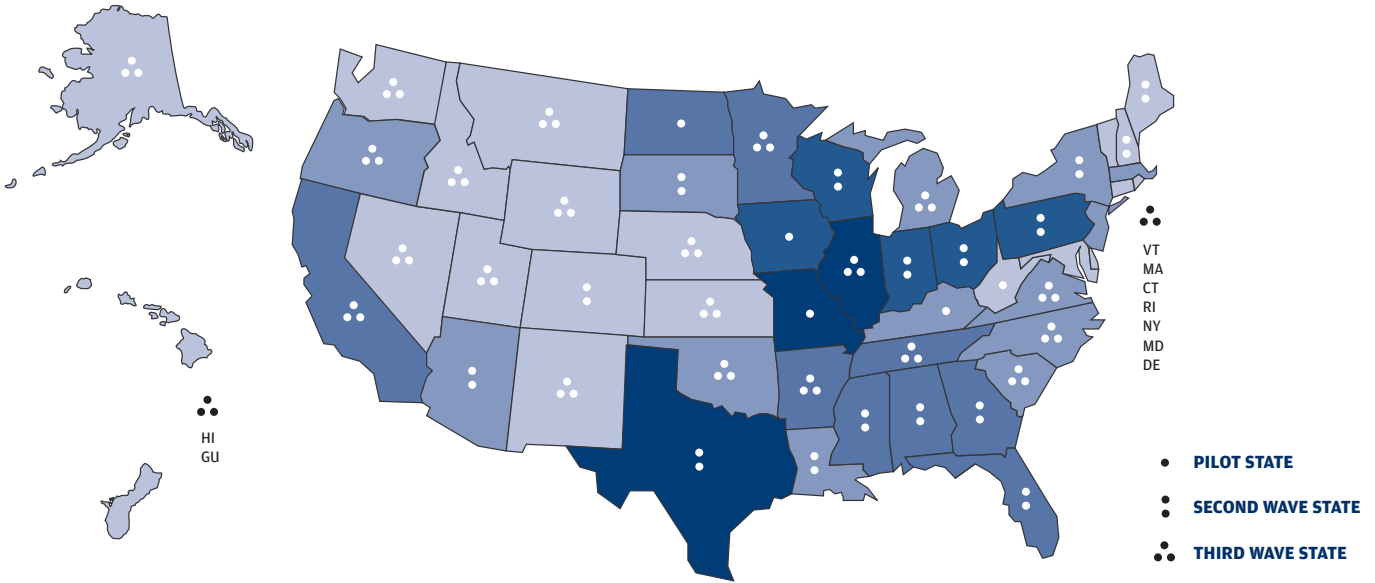 HI
GU
VT
MA
CT
RI
NY
MD
DE
PILOT STATE
SECOND WAVE STATE
THIRD WAVE STATE